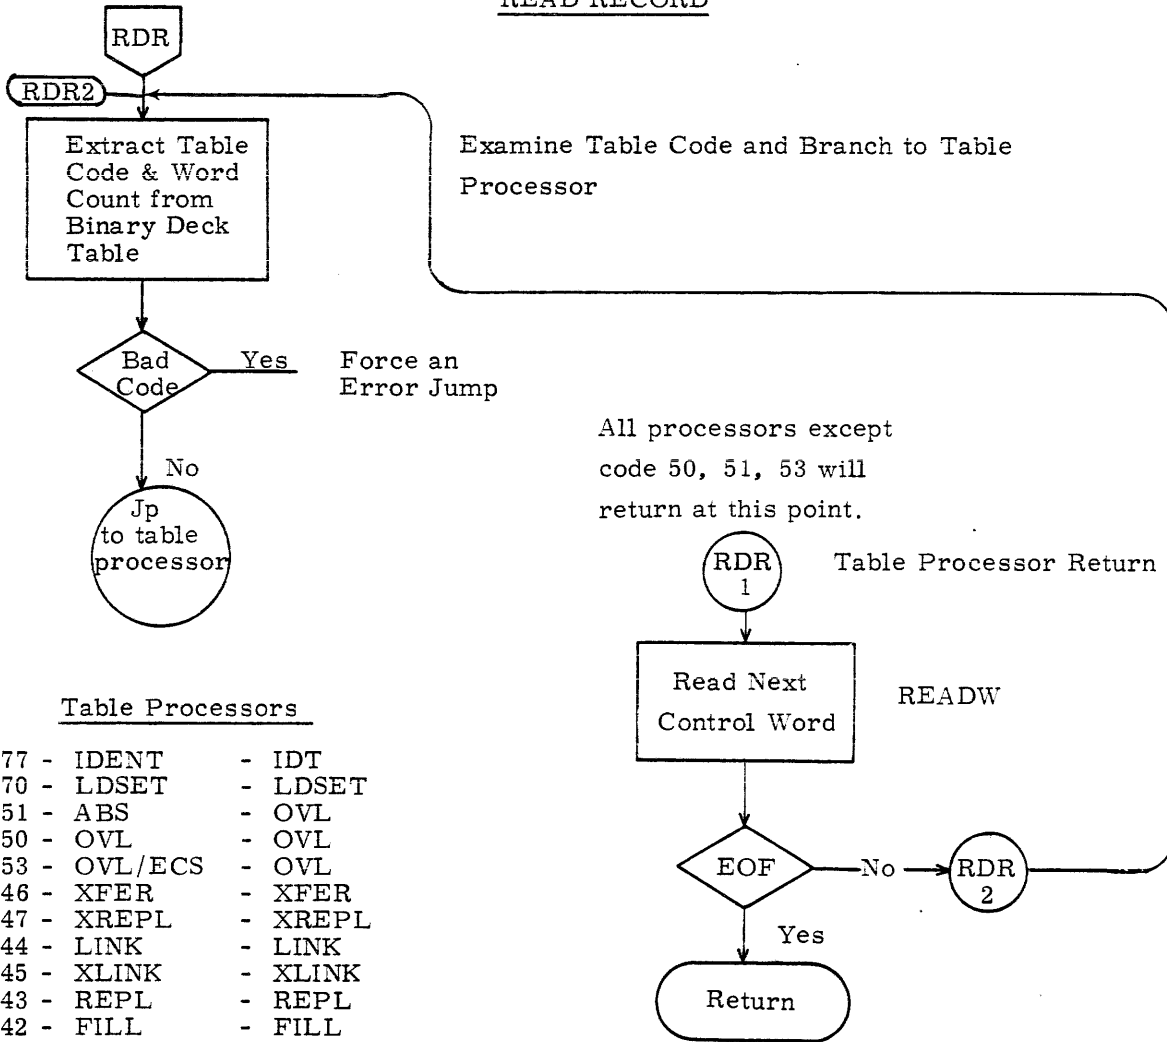 READ RECORD
RDR
RDR2
Extract Table
Code & Word
Count from
Binary Deck
Table
Examine Table Code and Branch to Table
Processor
Bad
Code
Yes
Force an
Error Jump
No
Jp
to table
processor
All processors except
code 50, 51, 53 will
return at this point.
RDR
1
Table Processor Return
Read Next
Control Word
READW
EOF
No
RDR
2
Yes
Return
Table Processors
77 - IDENT - IDT
70 - LDSET - LDSET
51 - ABS - OVL
50 - OVL - OVL
53 - OVL/ECS - OVL
46 - XFER - XFER
47 - XREPL - XREPL
44 - LINK - LINK
45 - XLINK - XLINK
43 - REPL - REPL
42 - FILL - FILL